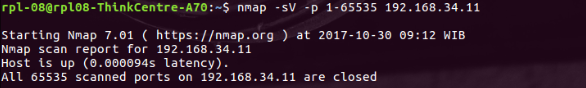 rpl-08@rpl08-ThinkCentre-A70:~$ nmap -sV -p 1-65535 192.168.34.11
Starting Nmap 7.01 ( https://nmap.org ) at 2017-10-30 09:12 WIB
Nmap scan report for 192.168.34.11
Host is up (0.000094s latency).
All 65535 scanned ports on 192.168.34.11 are closed